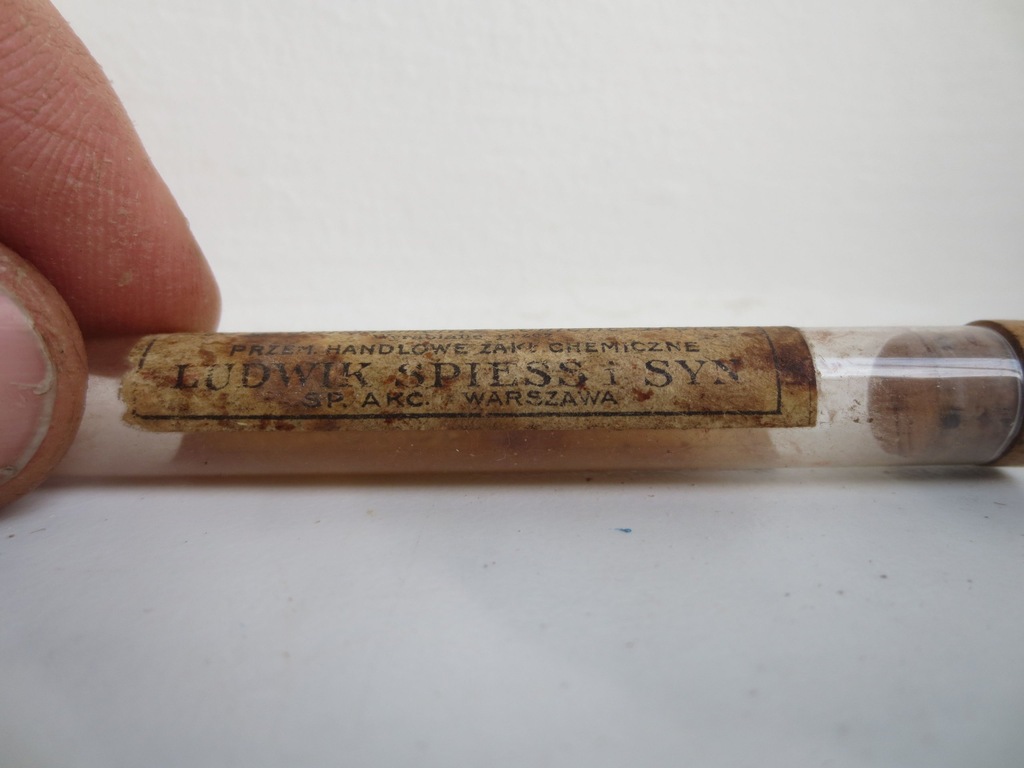 PRZEM. HANDLOWE ZAKŁ. CHEMICZNE
LUDWIK SPIESS i SYN
SP. AKC. WARSZAWA